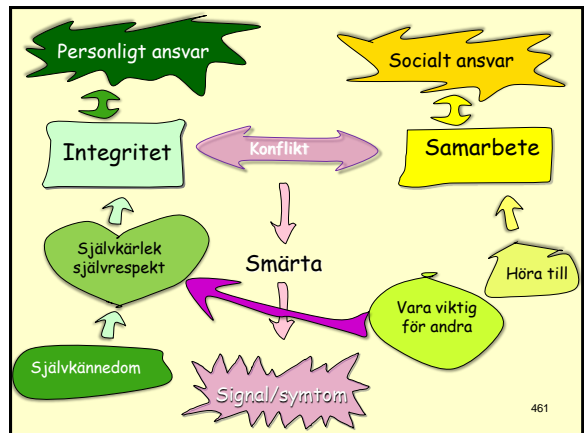 Personligt ansvar
Socialt ansvar
Integritet
Konflikt
Samarbete
Självkärlek
självrespekt
Smärta
Höra till
Vara viktig
för andra
Självkännedom
Signal/symtom
461